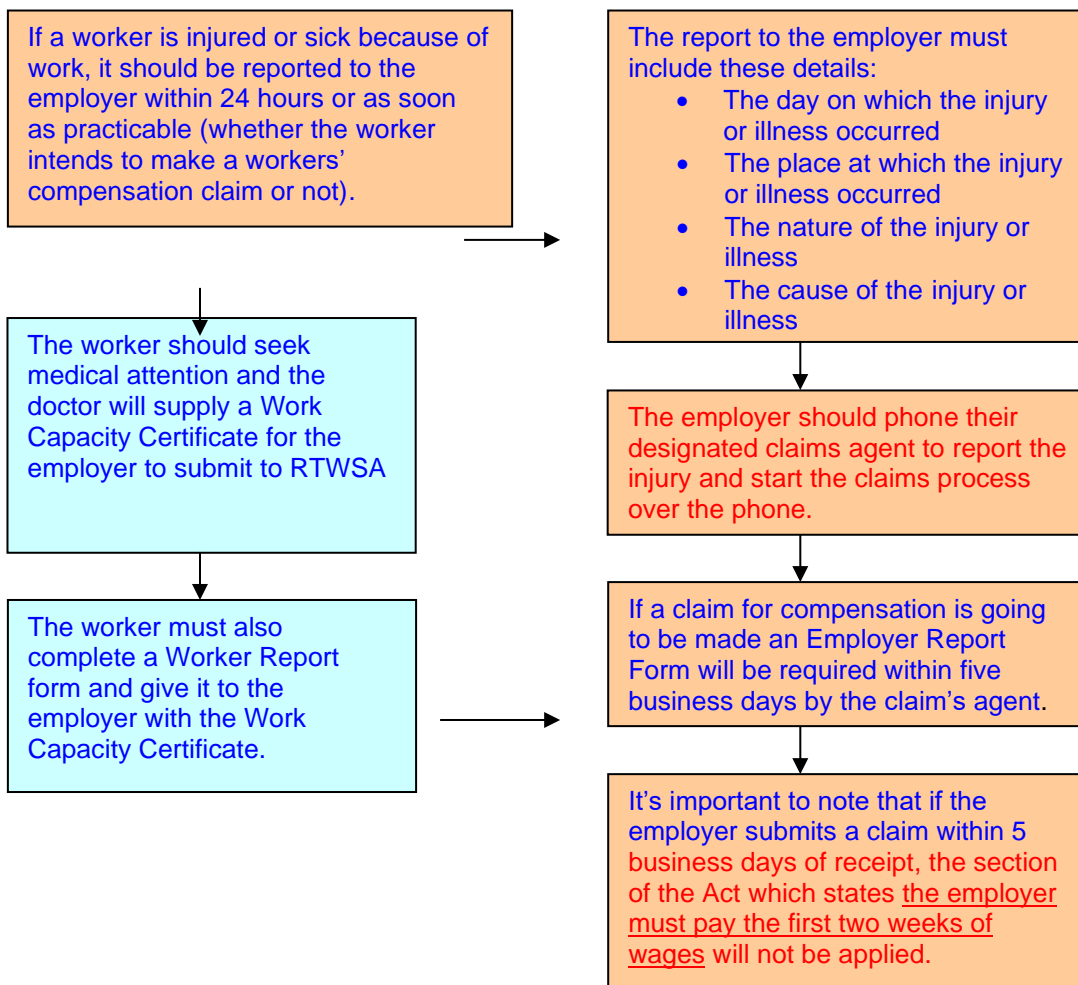 If a worker is injured or sick because of
work, it should be reported to the
employer within 24 hours or as soon
as practicable (whether the worker
intends to make a workers’
compensation claim or not).
The report to the employer must
include these details:
• The day on which the injury
or illness occurred
• The place at which the injury
or illness occurred
• The nature of the injury or
illness
• The cause of the injury or
illness
The worker should seek
medical attention and the
doctor will supply a Work
Capacity Certificate for the
employer to submit to RTWSA
The employer should phone their
designated claims agent to report the
injury and start the claims process
over the phone.
The worker must also
complete a Worker Report
form and give it to the
employer with the Work
Capacity Certificate.
If a claim for compensation is going
to be made an Employer Report
Form will be required within five
business days by the claim’s agent.
It’s important to note that if the
employer submits a claim within 5
business days of receipt, the section
of the Act which states the employer
must pay the first two weeks of
wages will not be applied.